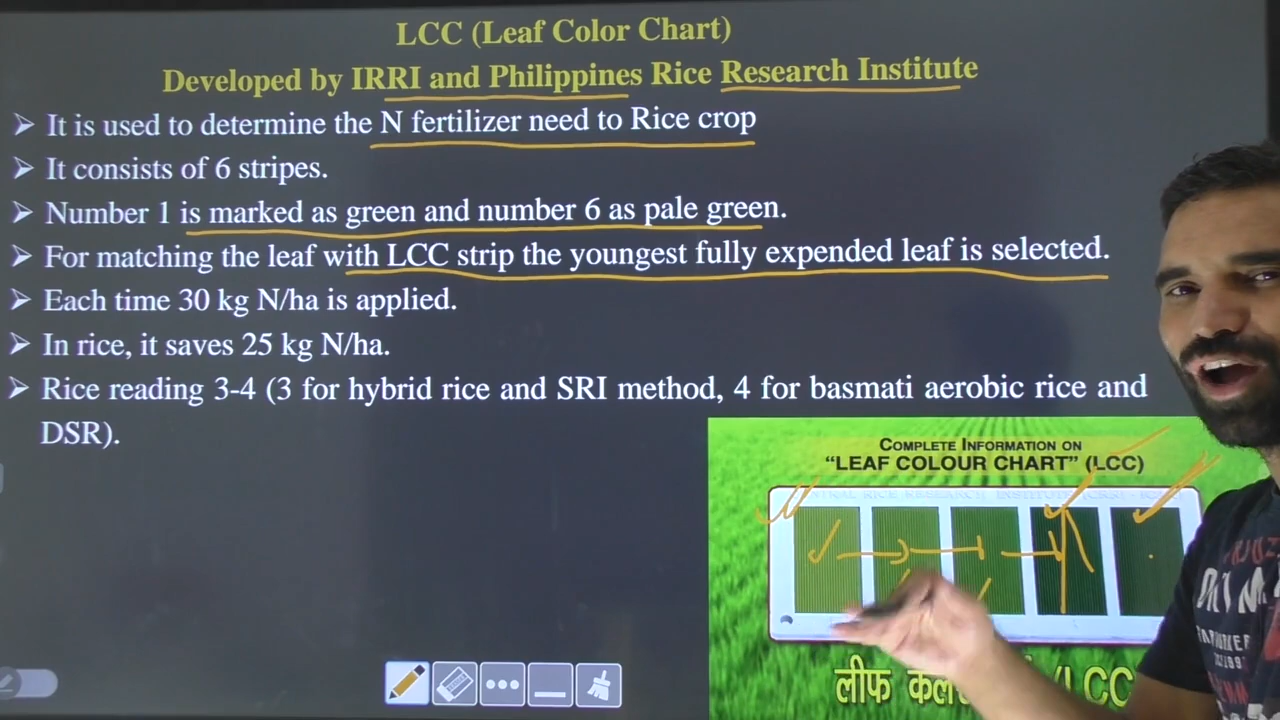 LCC (Leaf Color Chart)
Developed by IRRI and Philippines Rice Research Institute
➢ It is used to determine the N fertilizer need to Rice crop
➢ It consists of 6 stripes.
➢ Number 1 is marked as green and number 6 as pale green.
➢ For matching the leaf with LCC strip the youngest fully expended leaf is selected.
➢ Each time 30 kg N/ha is applied.
➢ In rice, it saves 25 kg N/ha.
➢ Rice reading 3-4 (3 for hybrid rice and SRI method, 4 for basmati aerobic rice and
DSR).
COMPLETE INFORMATION ON
“LEAF COLOUR CHART” (LCC)
RICE RESEARCH INSTITUTE
लीफ